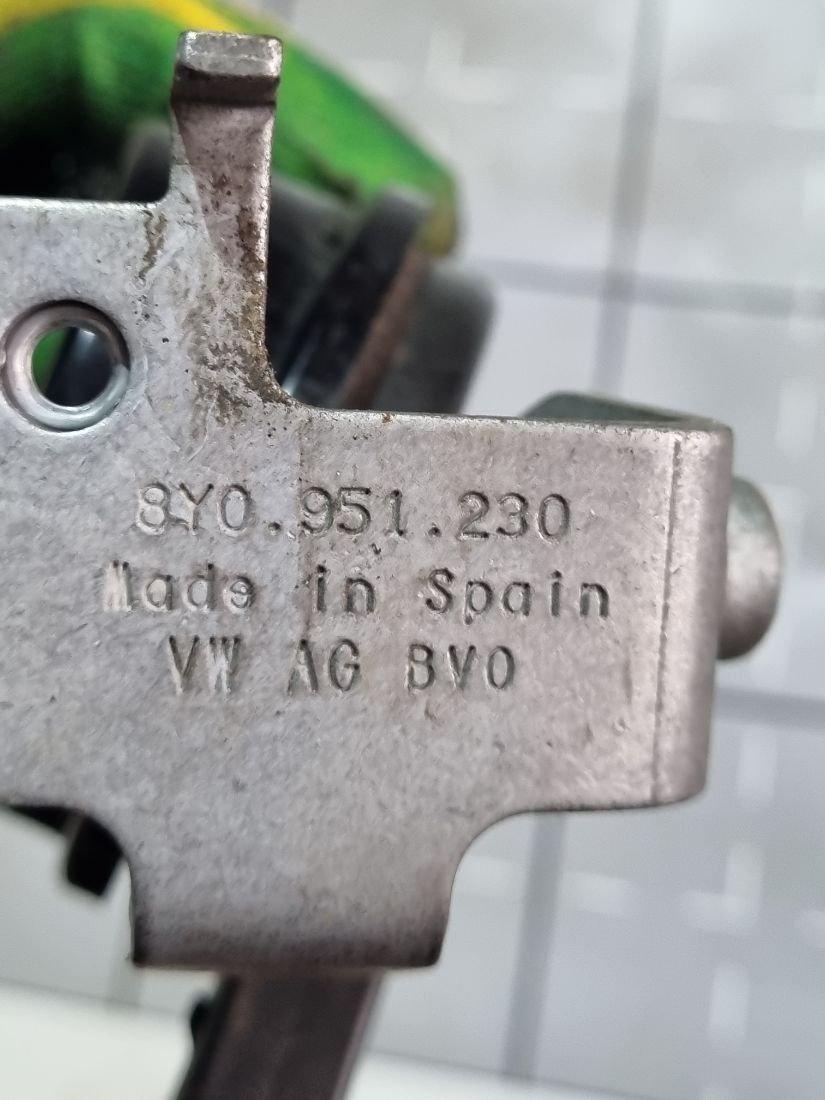 8Y0.951.230
Made in Spain
VW AG BV0